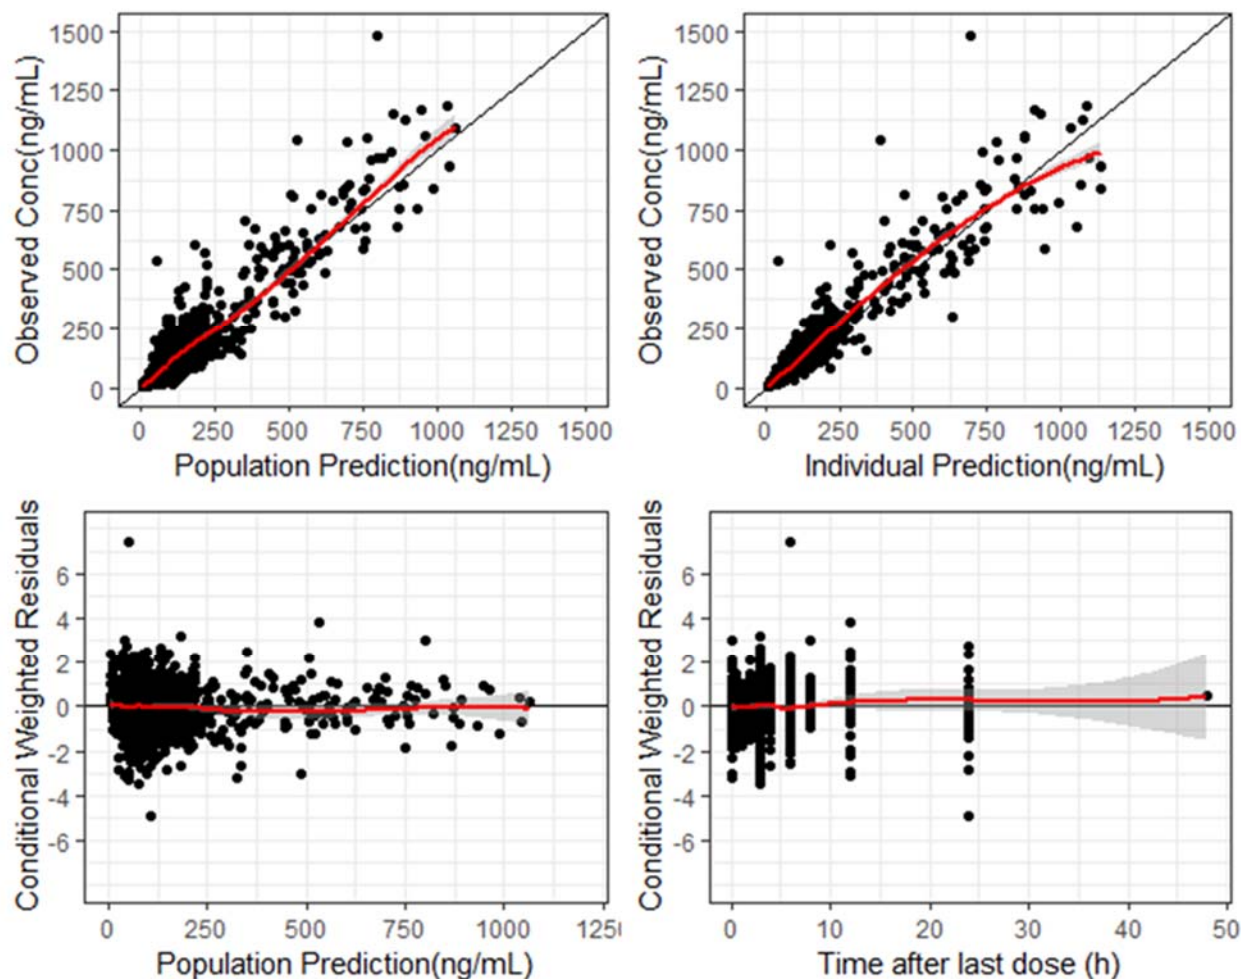 Observed Conc(ng/mL)
1500
1250
1000
750
500
250
0
0 250 500 750 1000 1250 1500
Population Prediction(ng/mL)
Observed Conc(ng/mL)
1500
1250
1000
750
500
250
0
0 250 500 750 1000 1250 1500
Individual Prediction(ng/mL)
Conditional Weighted Residuals
6
4
2
0
-2
-4
-6
0 250 500 750 1000 1250
Population Prediction(ng/mL)
Conditional Weighted Residuals
6
4
2
0
-2
-4
-6
0 10 20 30 40 50
Time after last dose (h)